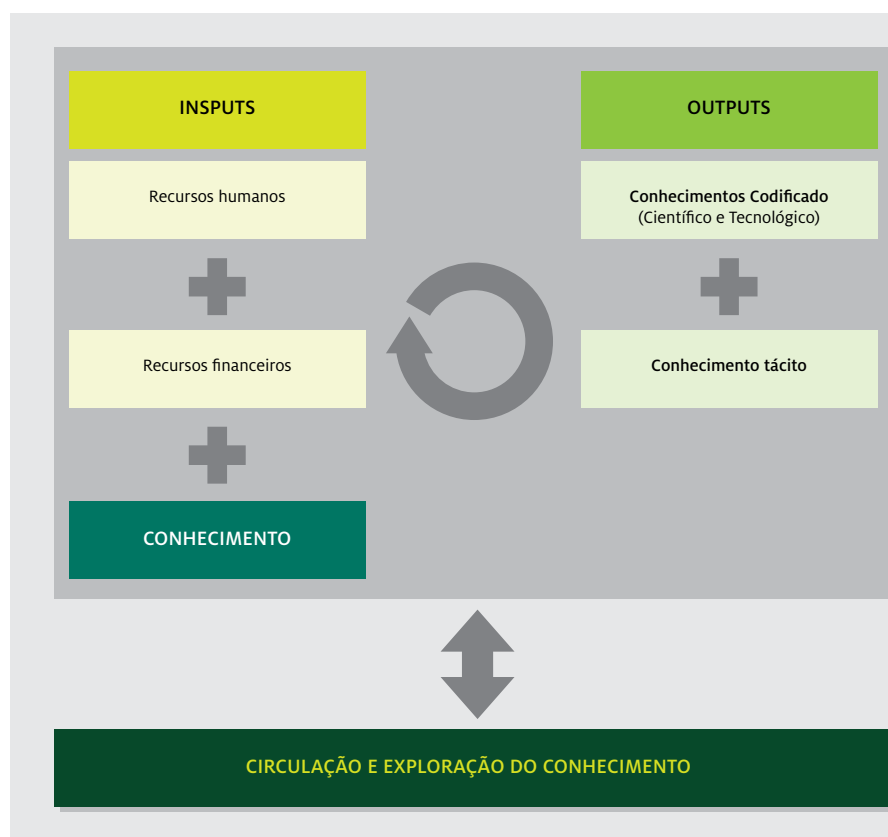 INSPUTS
Recursos humanos
Recursos financeiros
CONHECIMENTO
OUTPUTS
Conhecimentos Codificado
(Científico e Tecnológico)
Conhecimento tácito
CIRCULAÇÃO E EXPLORAÇÃO DO CONHECIMENTO